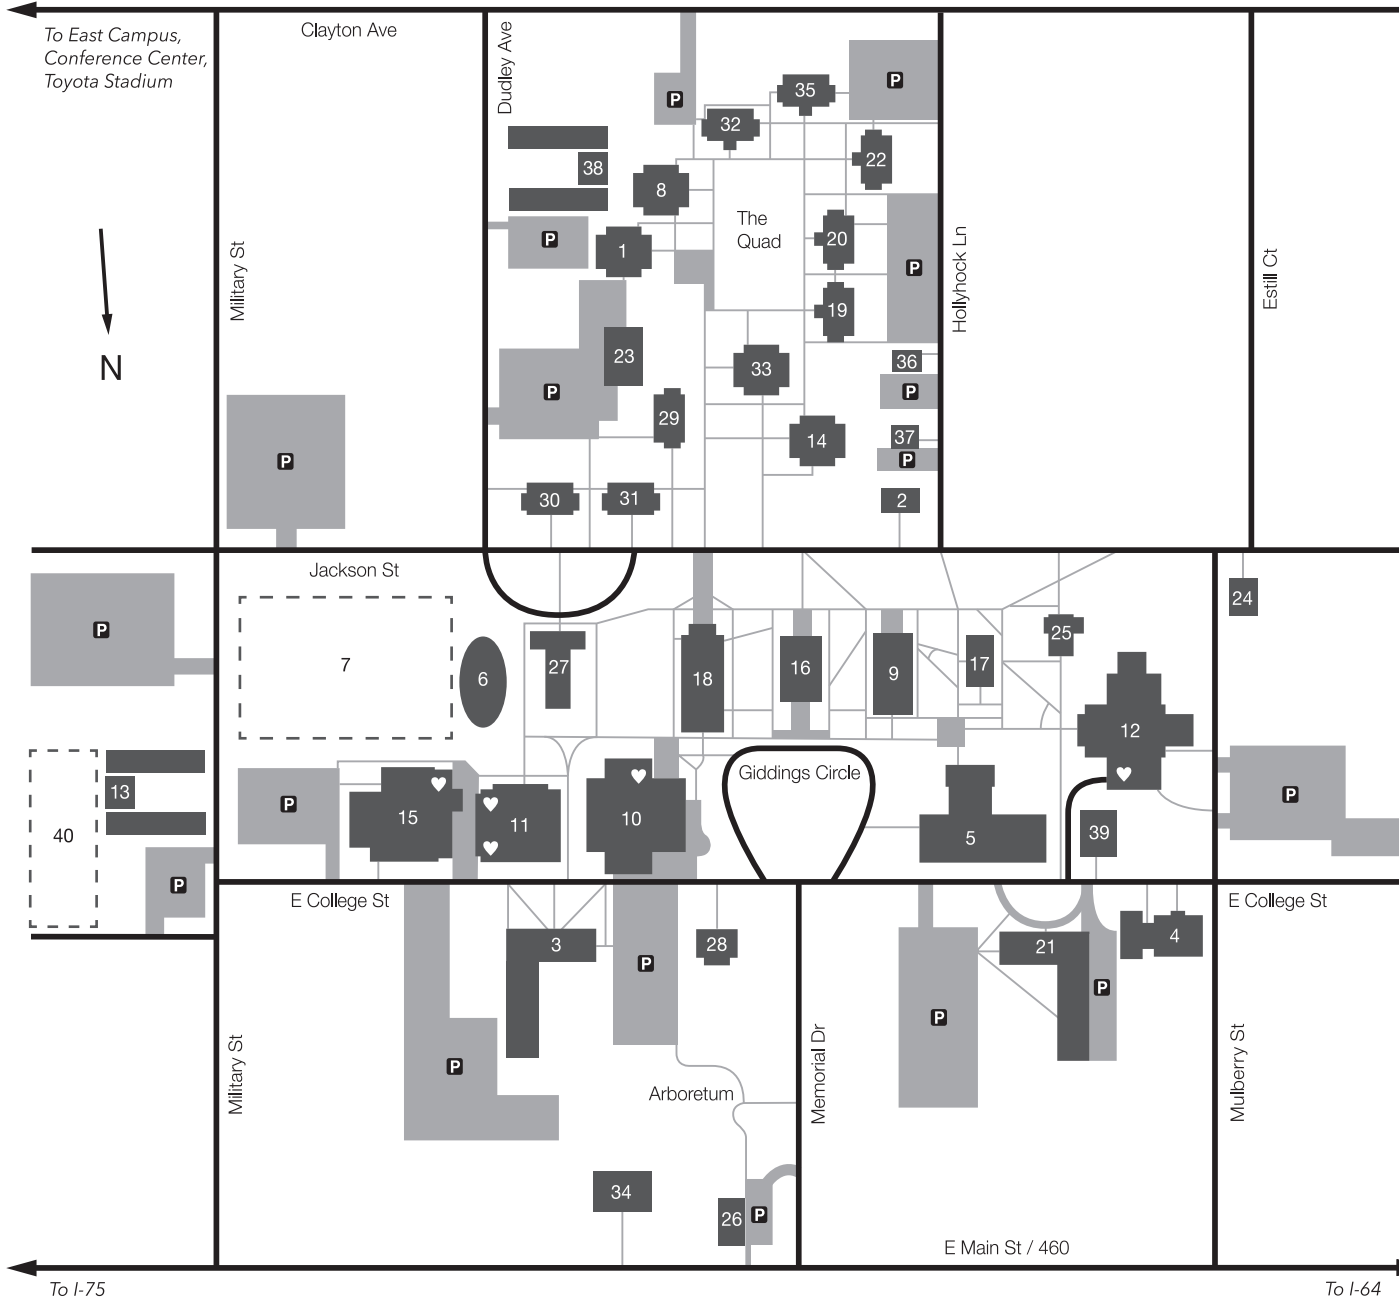 To East Campus,
Conference Center,
Toyota Stadium
Clayton Ave
Dudley Ave
P
35
P
32
22
38
8
The
Quad
20
P
1
P
Military St
Hollyhock Ln
Estill Ct
19
N
23
33
36
P
P
29
14
37
P
P
30
31
2
Jackson St
24
P
7
6
27
18
16
9
17
25
12
Giddings Circle
13
40
P
15
11
10
5
39
P
P
E College St
E College St
3
28
21
4
P
P
P
P
Military St
Arboretum
Memorial Dr
Mulberry St
34
26
P
E Main St / 460
To I-75
To I-64